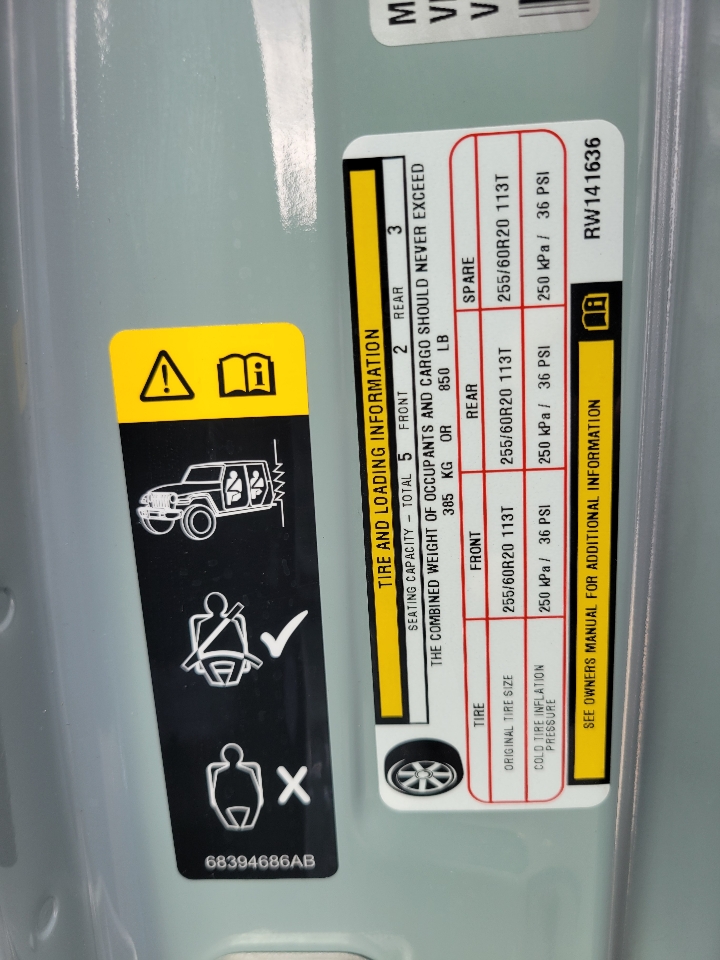 TIRE AND LOADING INFORMATION
SEATING CAPACITY – TOTAL 5 FRONT 2 REAR 3
THE COMBINED WEIGHT OF OCCUPANTS AND CARGO SHOULD NEVER EXCEED
385 KG OR 850 LB
TIRE FRONT REAR SPARE
ORIGINAL TIRE SIZE 255/60R20 113T 255/60R20 113T 255/60R20 113T
COLD TIRE INFLATION PRESSURE 250 kPa / 36 PSI 250 kPa / 36 PSI 250 kPa / 36 PSI
SEE OWNERS MANUAL FOR ADDITIONAL INFORMATION
RW141636
68394686AB